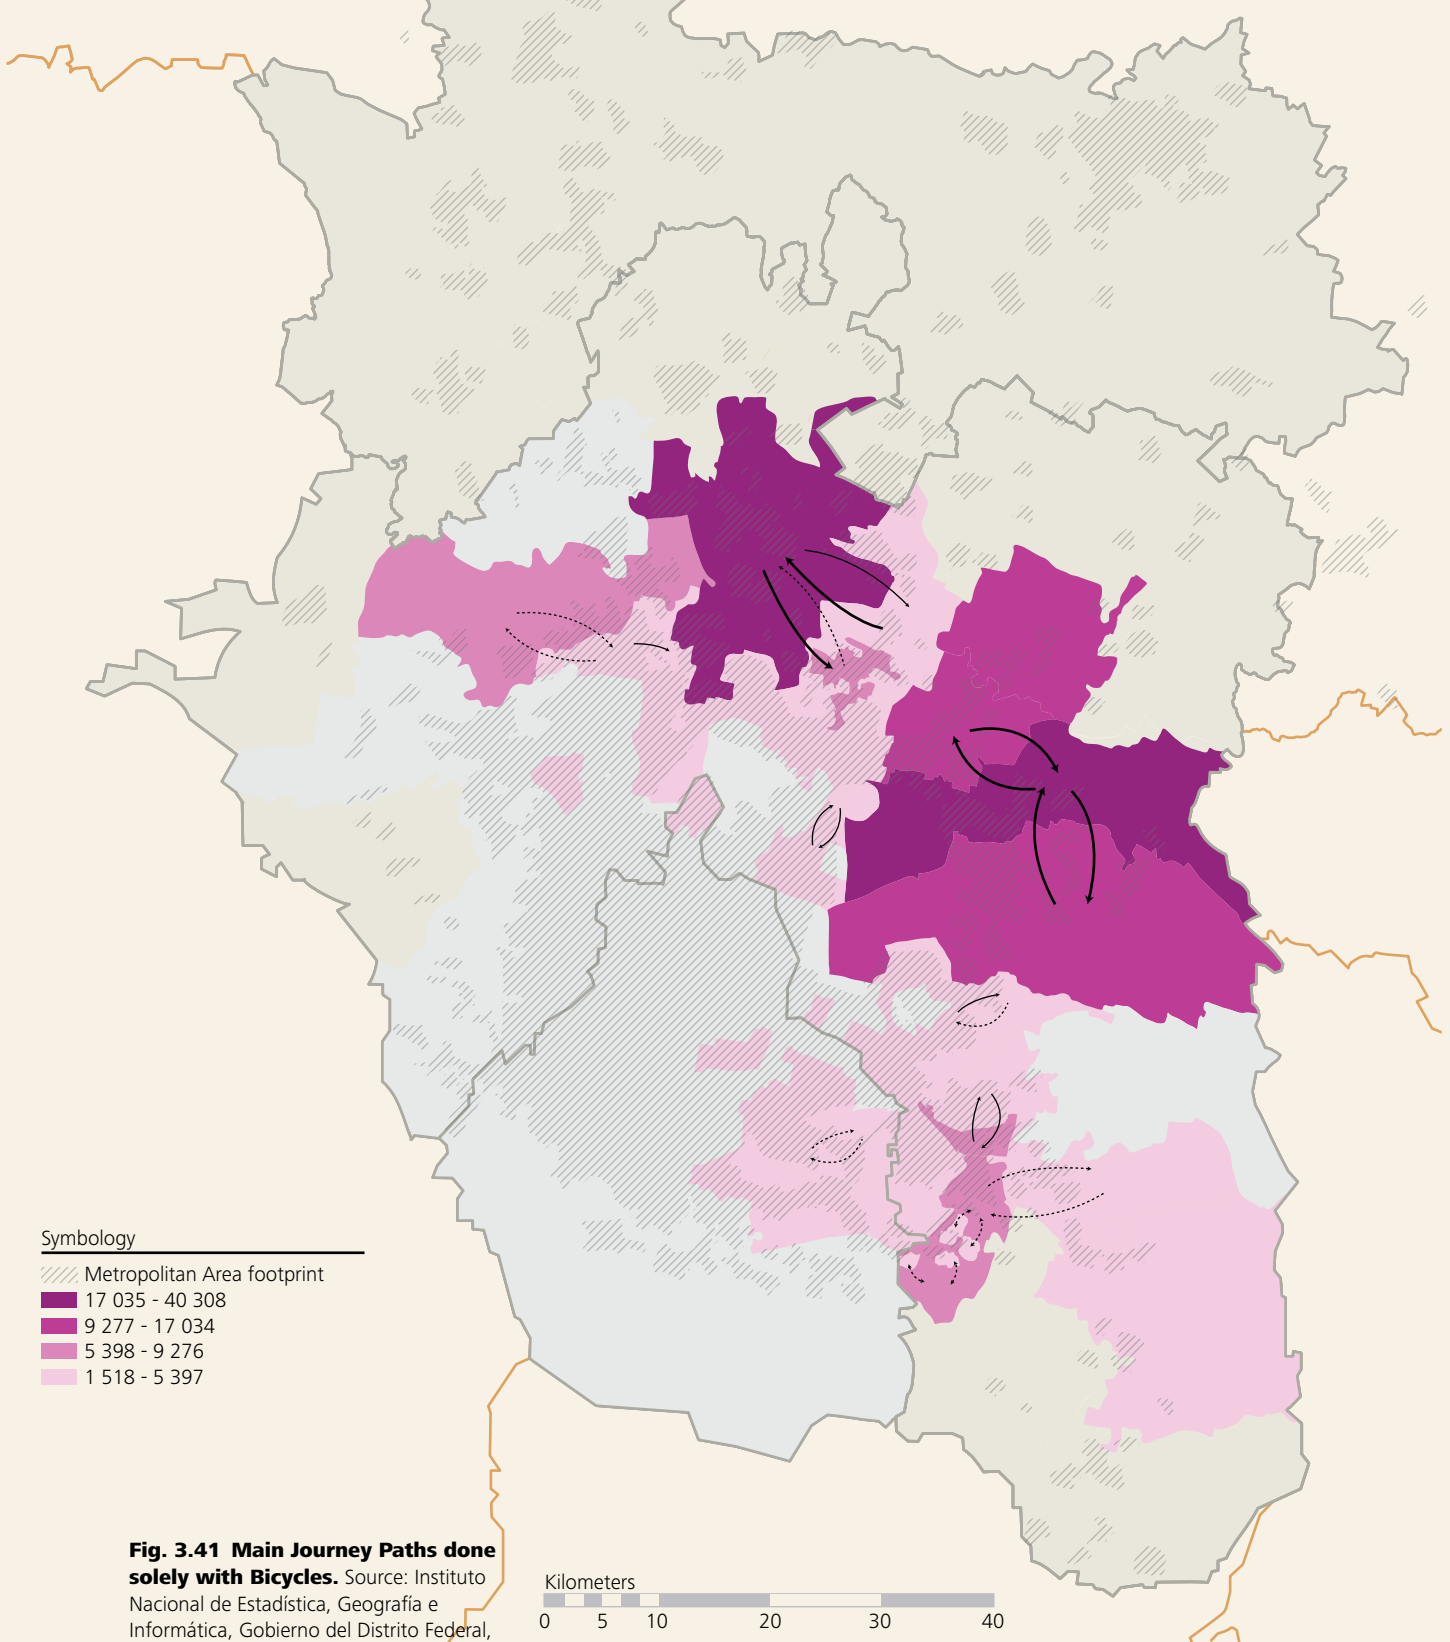 Symbology
Metropolitan Area footprint
17 035 - 40 308
9 277 - 17 034
5 398 - 9 276
1 518 - 5 397
Fig. 3.41 Main Journey Paths done
solely with Bicycles. Source: Instituto
Nacional de Estadística, Geografía e
Informática, Gobierno del Distrito Federal,
Kilometers
0 5 10 20 30 40